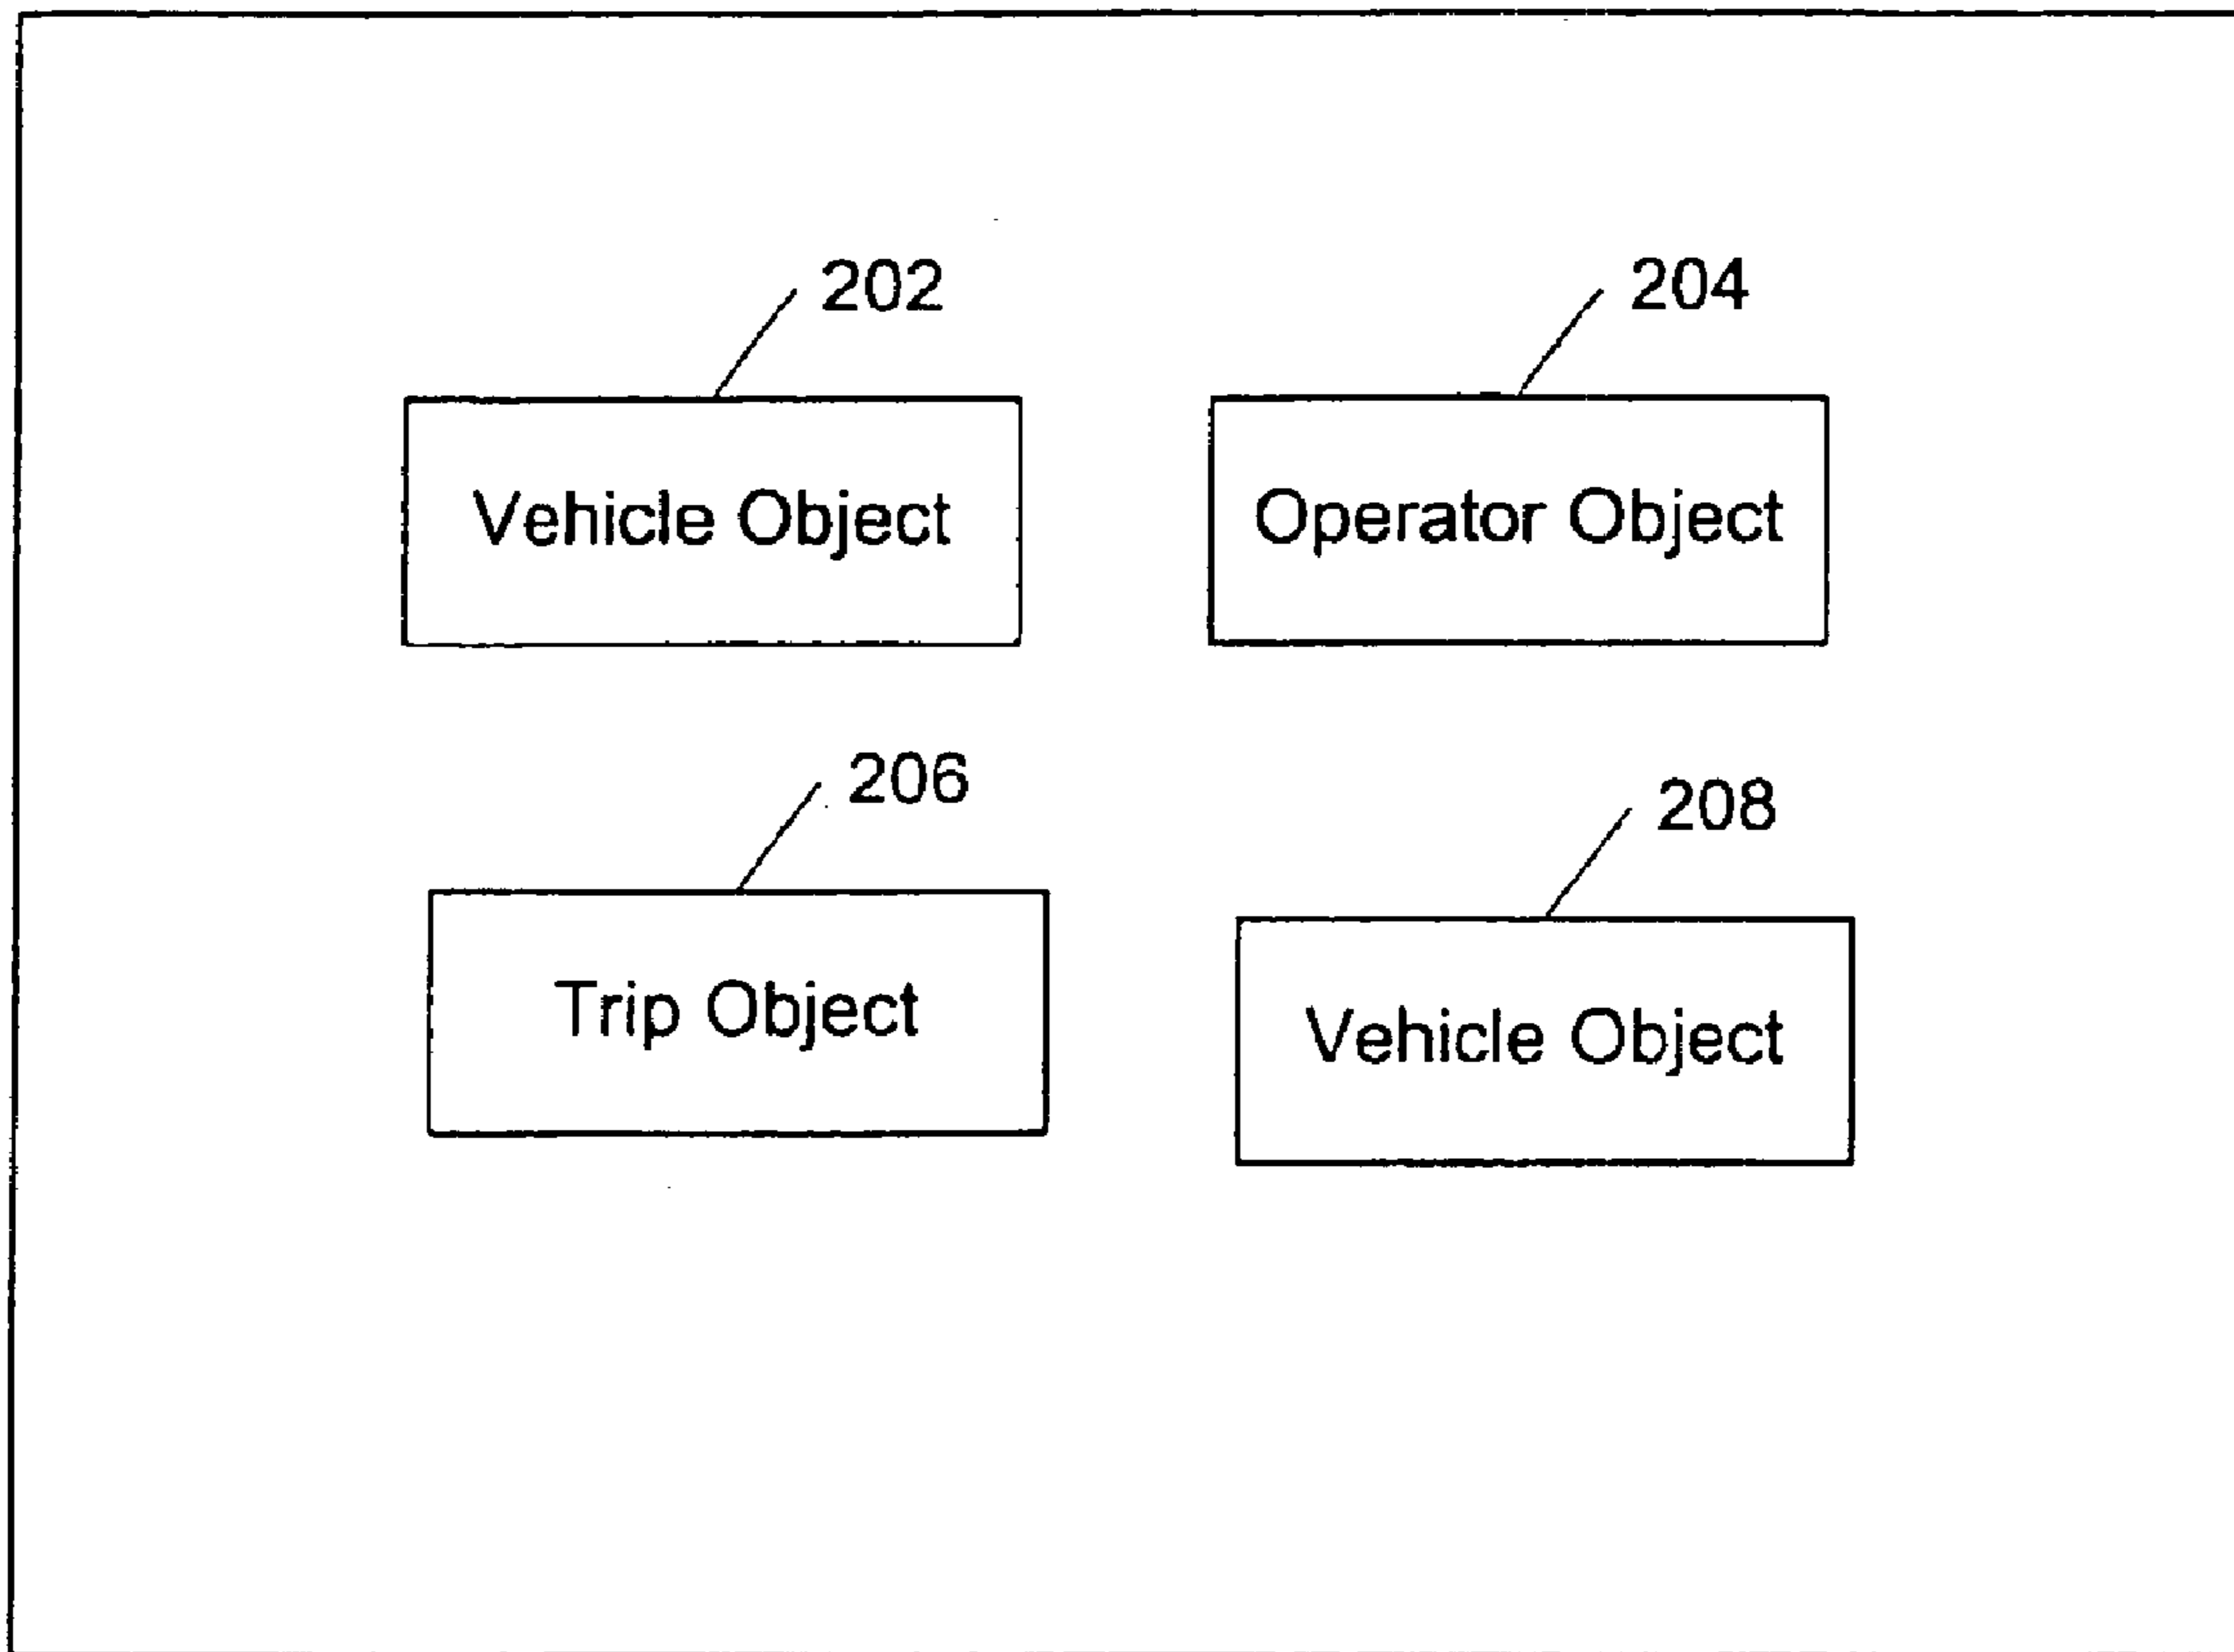 202
204
Vehicle Object
Operator Object
206
208
Trip Object
Vehicle Object